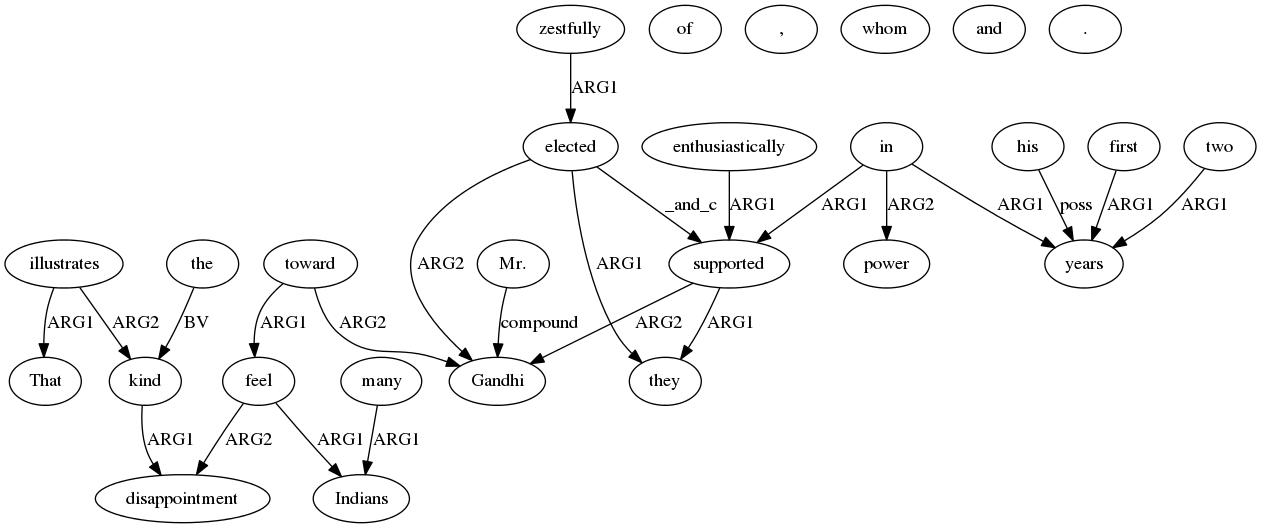 zestfully of , whom and .
ARG1
elected enthusiastically in his first two
_and_c ARG1 ARG1 ARG2 ARG1 poss ARG1 ARG1
illustrates the toward ARG2 Mr. ARG1 supported power years
ARG1 ARG2 BV ARG1 ARG2 compound ARG2 ARG1
That kind feel many Gandhi they
ARG1 ARG2 ARG1 ARG1
disappointment Indians